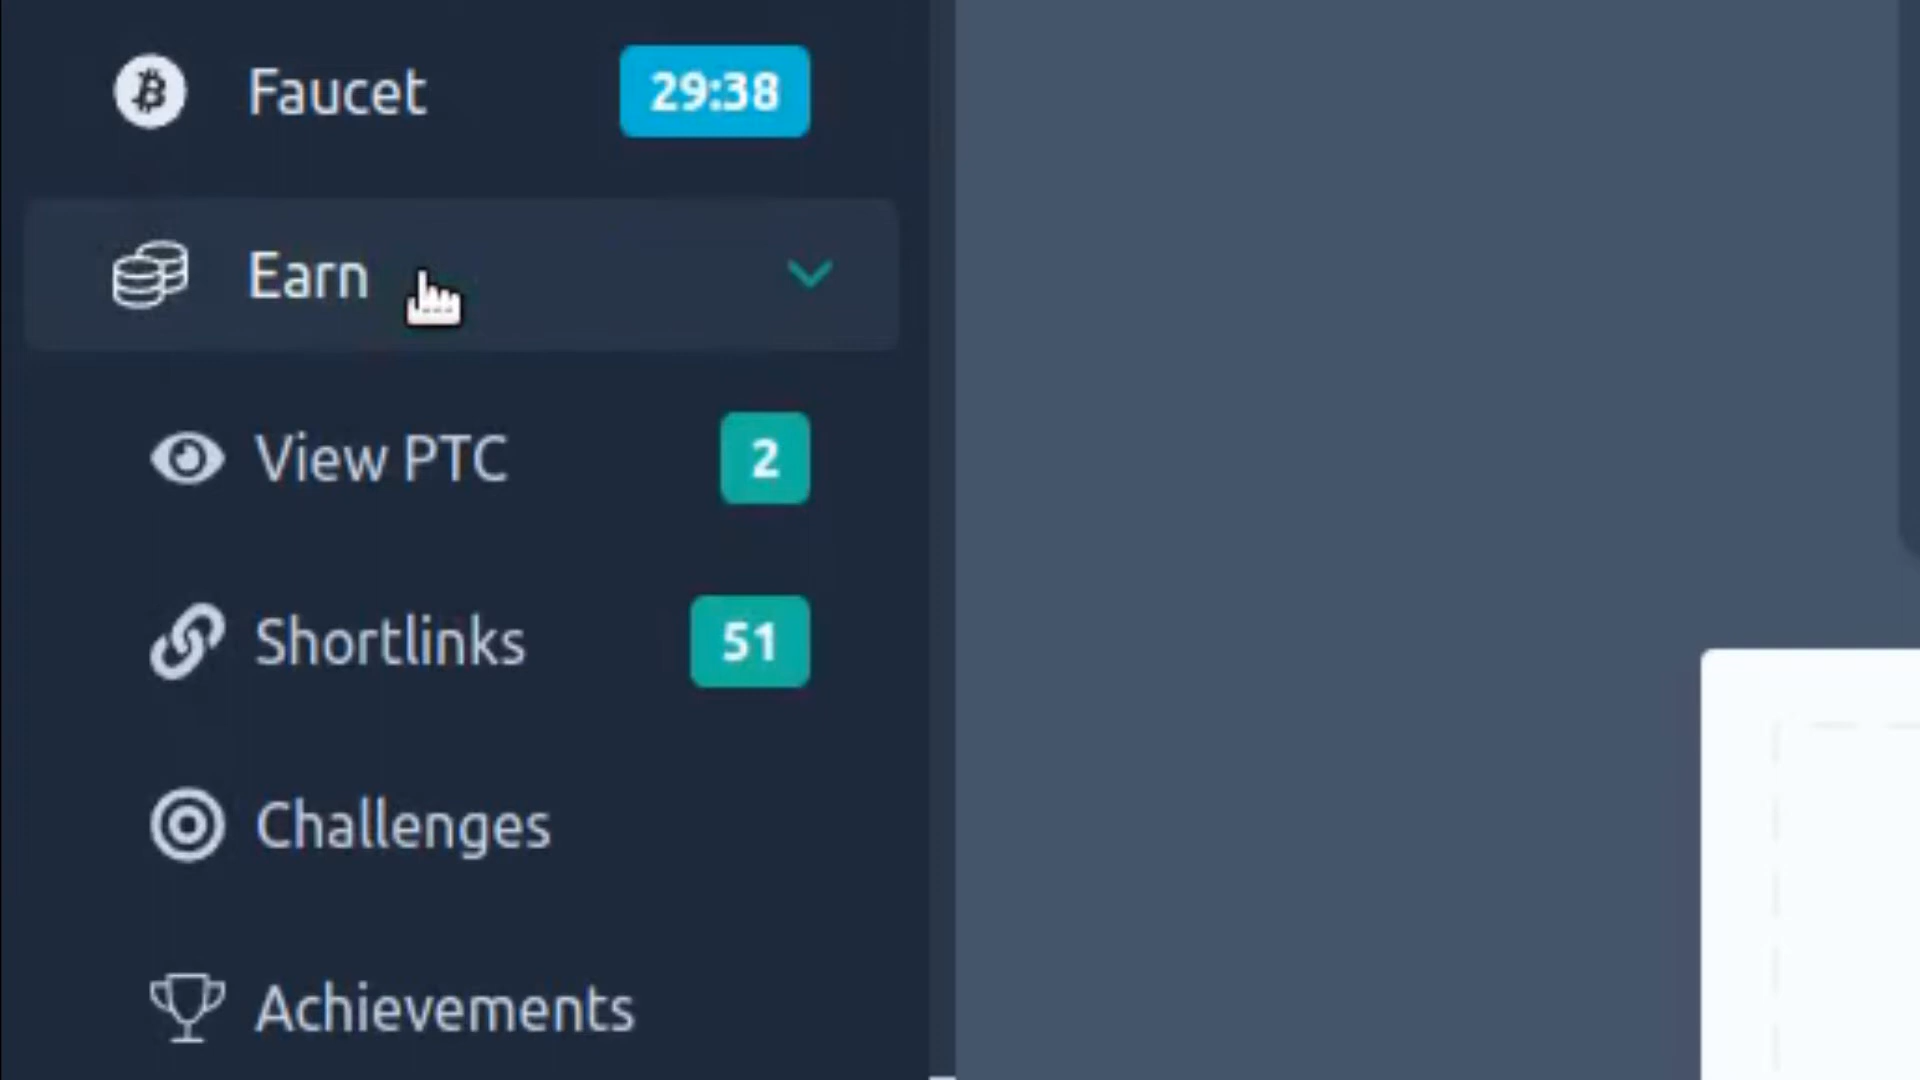 Faucet 29:38
Earn
View PTC 2
Shortlinks 51
Challenges
Achievements